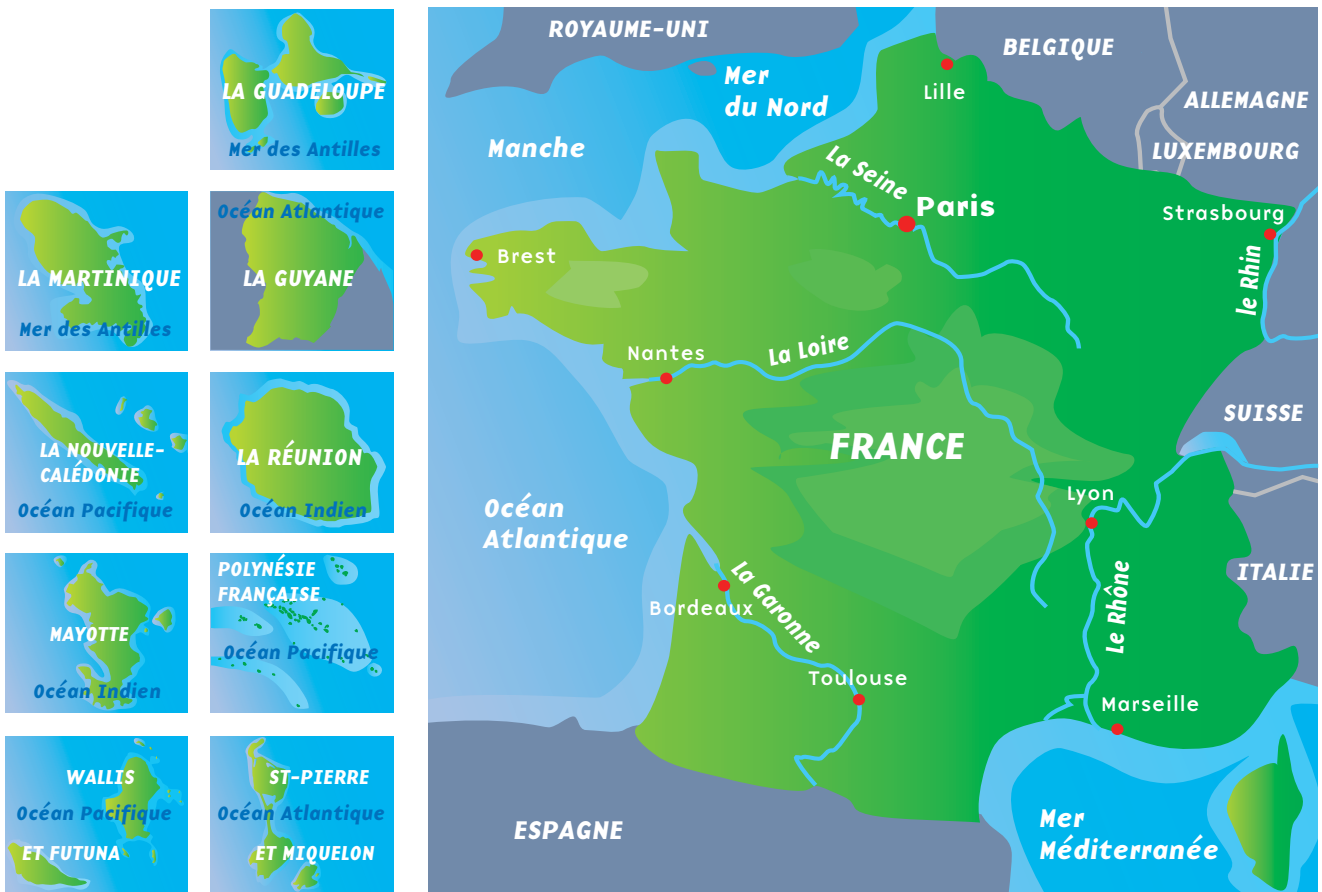 LA GUADELOUPE
Mer des Antilles
LA MARTINIQUE
Mer des Antilles
Océan Atlantique
LA GUYANE
LA NOUVELLE-
CALÉDONIE
Océan Pacifique
LA RÉUNION
Océan Indien
MAYOTTE
Océan Indien
POLYNÉSIE
FRANÇAISE
Océan Pacifique
WALLIS
Océan Pacifique
ET FUTUNA
ST-PIERRE
Océan Atlantique
ET MIQUELON
ROYAUME-UNI
BELGIQUE
Mer
du Nord
Lille
ALLEMAGNE
Manche
LUXEMBOURG
La Seine
Paris
Strasbourg
Brest
le Rhin
Nantes
La Loire
SUISSE
FRANCE
Lyon
Océan
Atlantique
La Garonne
ITALIE
Bordeaux
Le Rhône
Toulouse
Marseille
ESPAGNE
Mer
Méditerranée